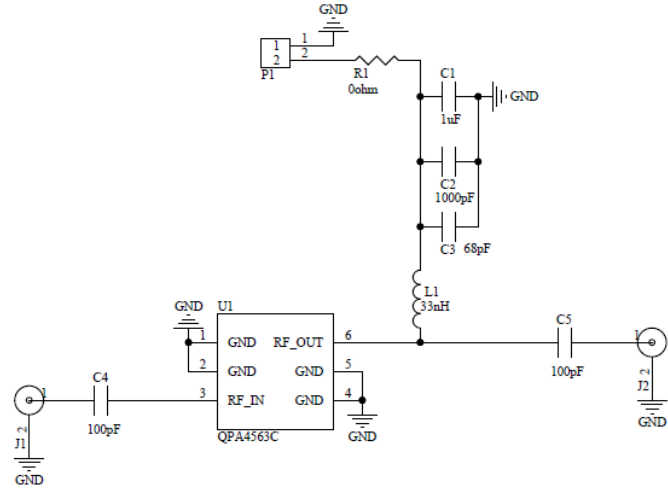 GND
1
1
2
2
P1
R1
0ohm
C1
1uF
GND
C2
1000pF
C3
68pF
L1
33nH
GND
U1
1
GND
RF_OUT
6
2
GND
GND
5
3
RF_IN
GND
4
QPA4563C
GND
C4
100pF
1
2
J1
GND
C5
100pF
1
2
J2
GND